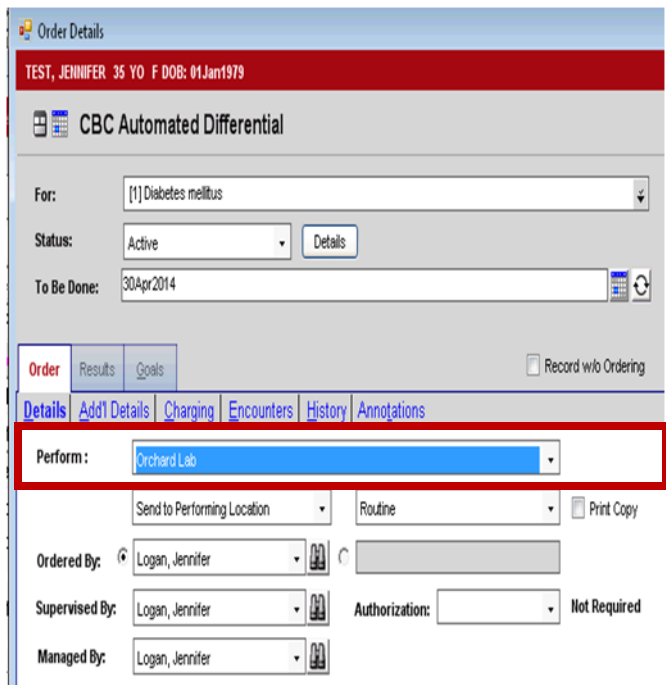 Order Details
TEST, JENNIFER 35 YO F DOB: 01Jan1979
CBC Automated Differential
For: [1] Diabetes mellitus
Status: Active Details
To Be Done: 30Apr2014
Order Results Goals Record w/o Ordering
Details Add'l Details Charging Encounters History Annotations
Perform : Orchard Lab
Send to Performing Location Routine Print Copy
Ordered By: Logan, Jennifer
Supervised By: Logan, Jennifer Authorization: Not Required
Managed By: Logan, Jennifer